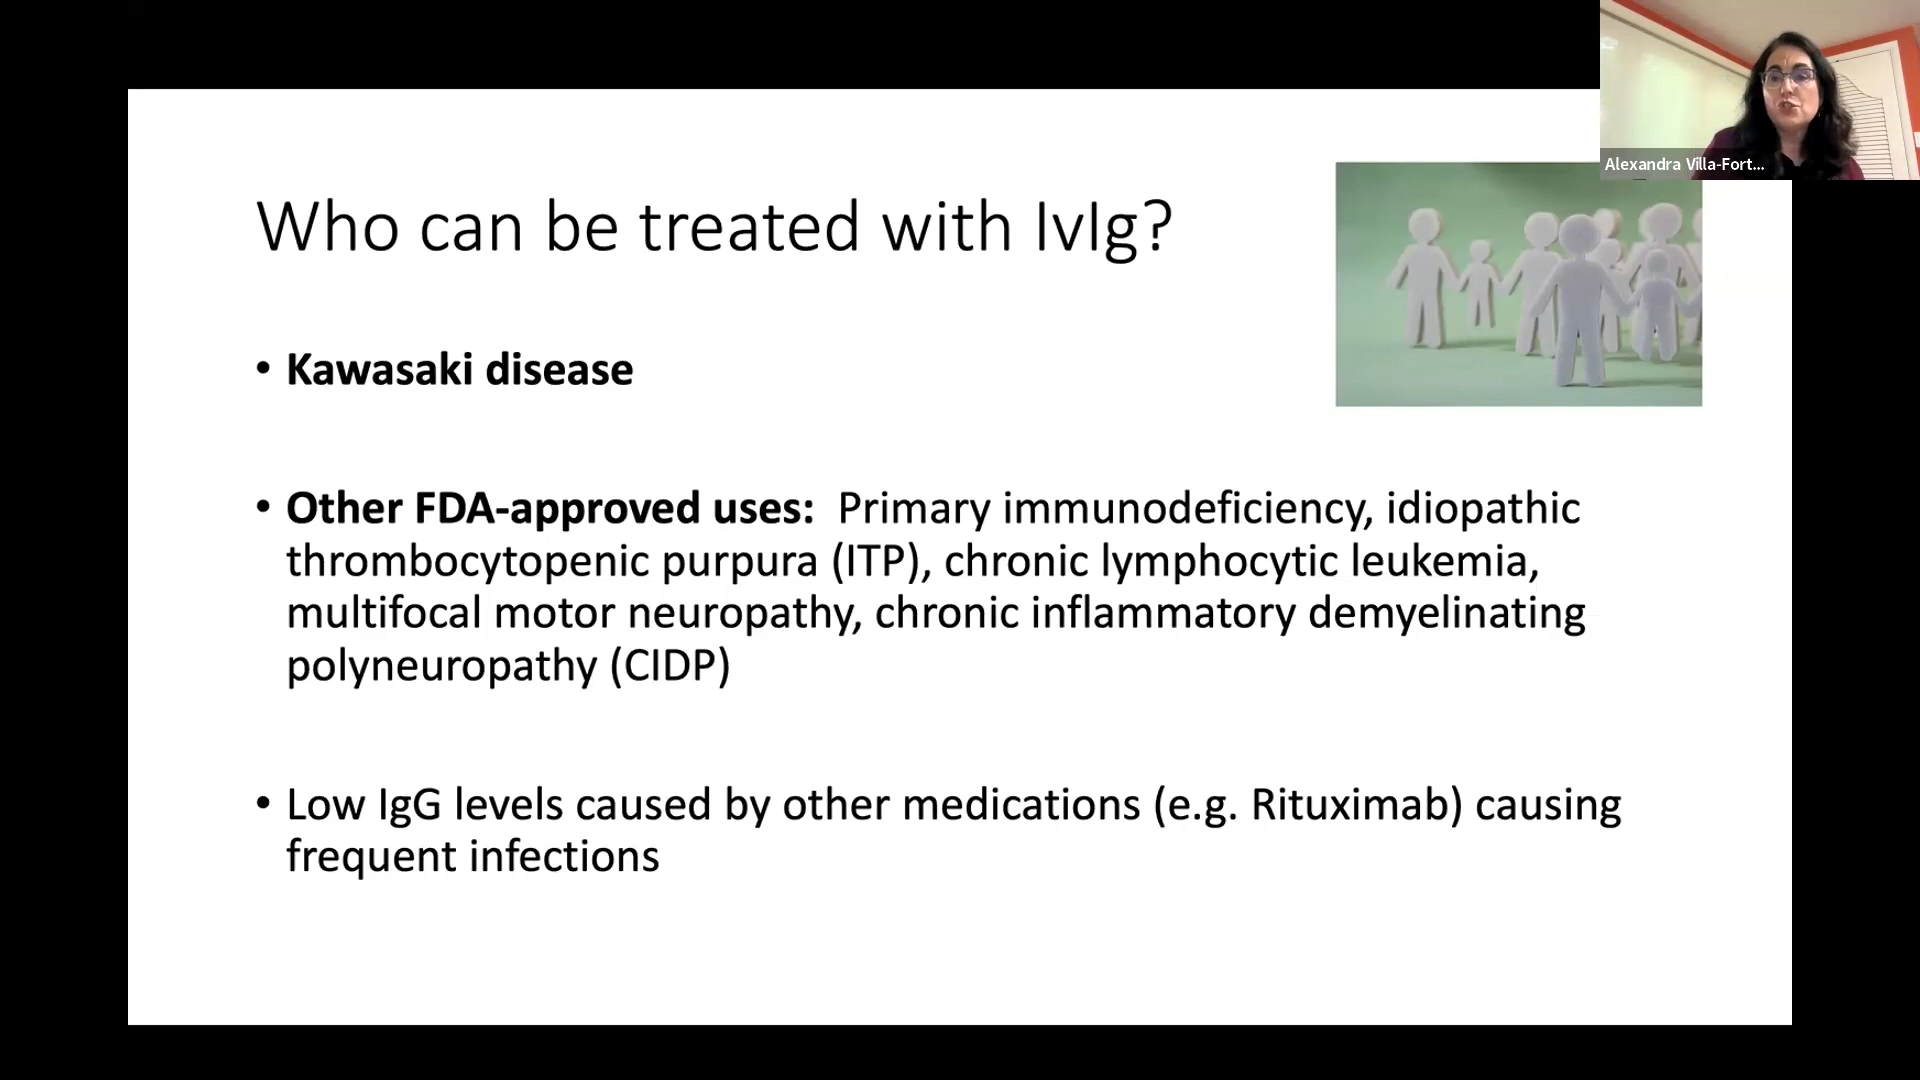 Alexandra Villa-Fort...
Who can be treated with IvIg?
• Kawasaki disease
• Other FDA-approved uses: Primary immunodeficiency, idiopathic
thrombocytopenic purpura (ITP), chronic lymphocytic leukemia,
multifocal motor neuropathy, chronic inflammatory demyelinating
polyneuropathy (CIDP)
• Low IgG levels caused by other medications (e.g. Rituximab) causing
frequent infections